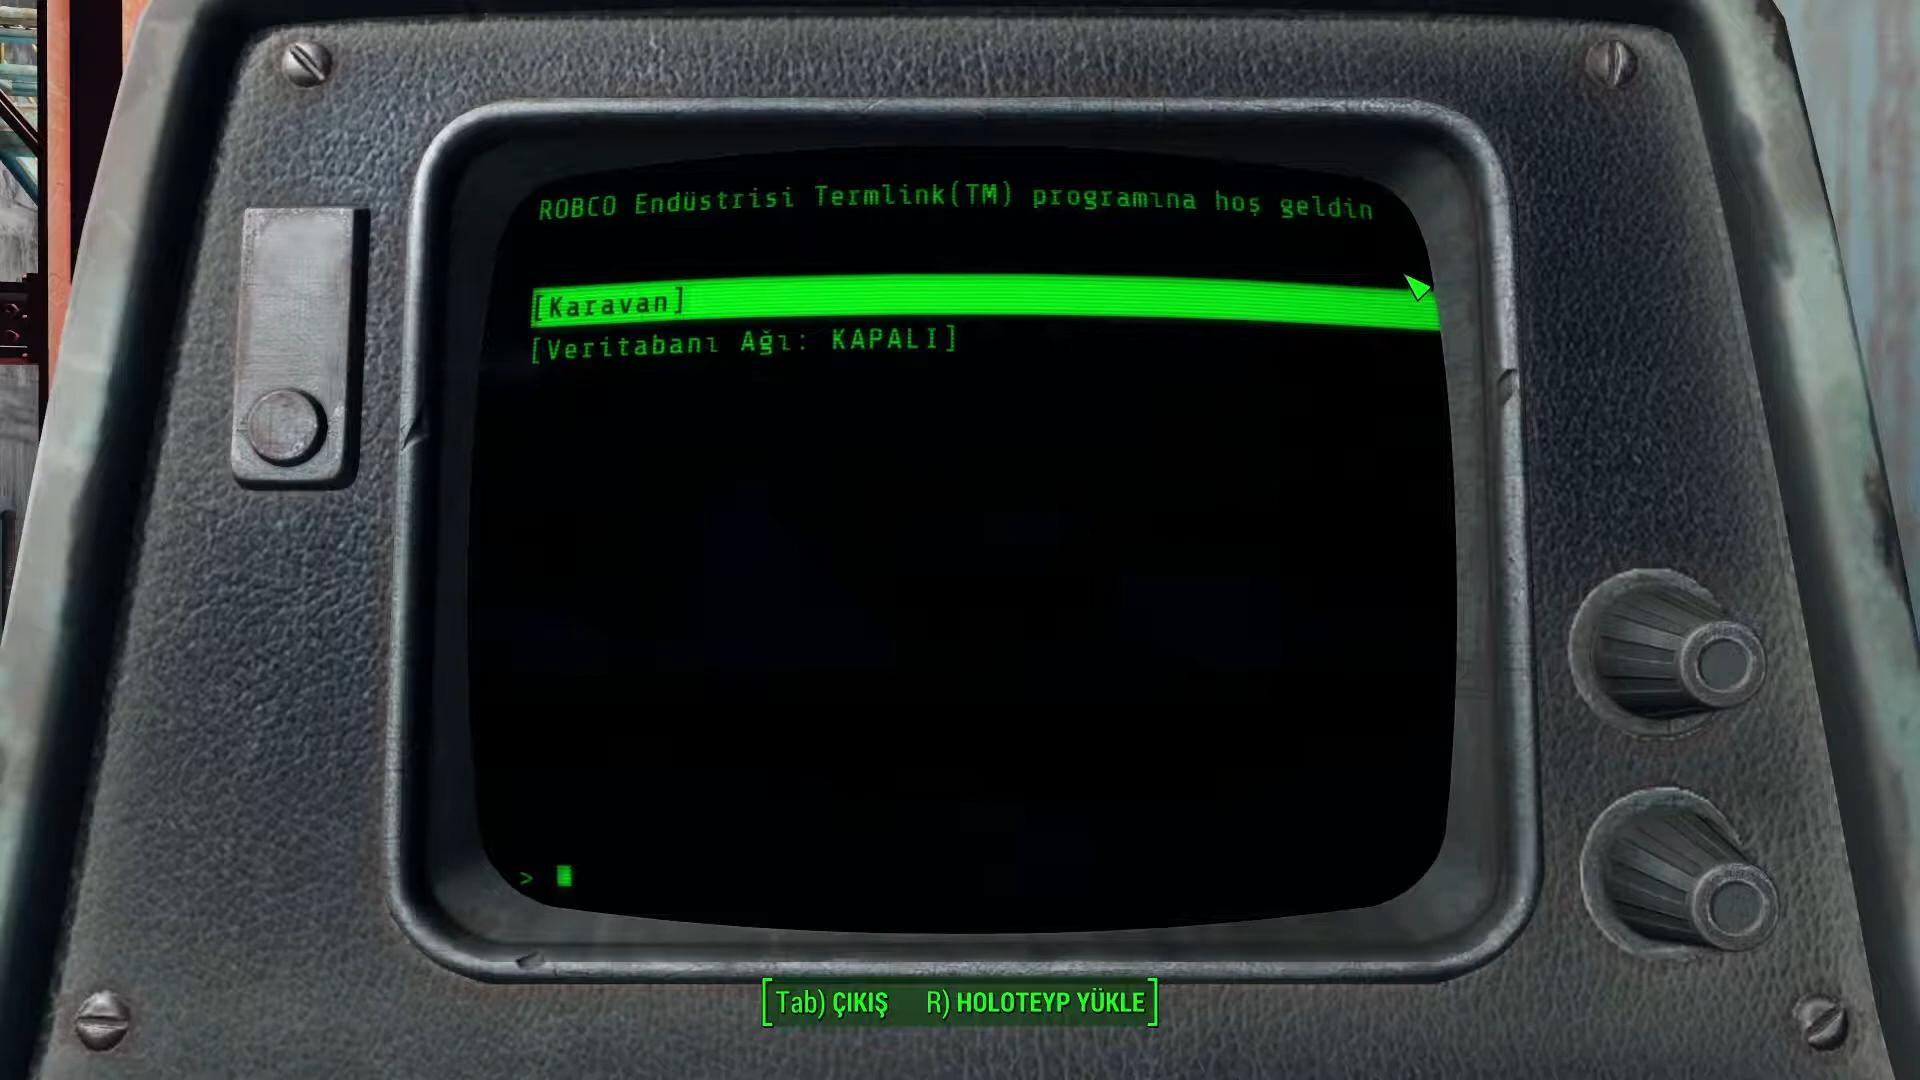 ROBCO Endüstrisi Termlink(TM) programına hoş geldin
[Karavan]
[Veritabanı Ağı: KAPALI]
>
[Tab) ÇIKIŞ R) HOLOTEYP YÜKLE]